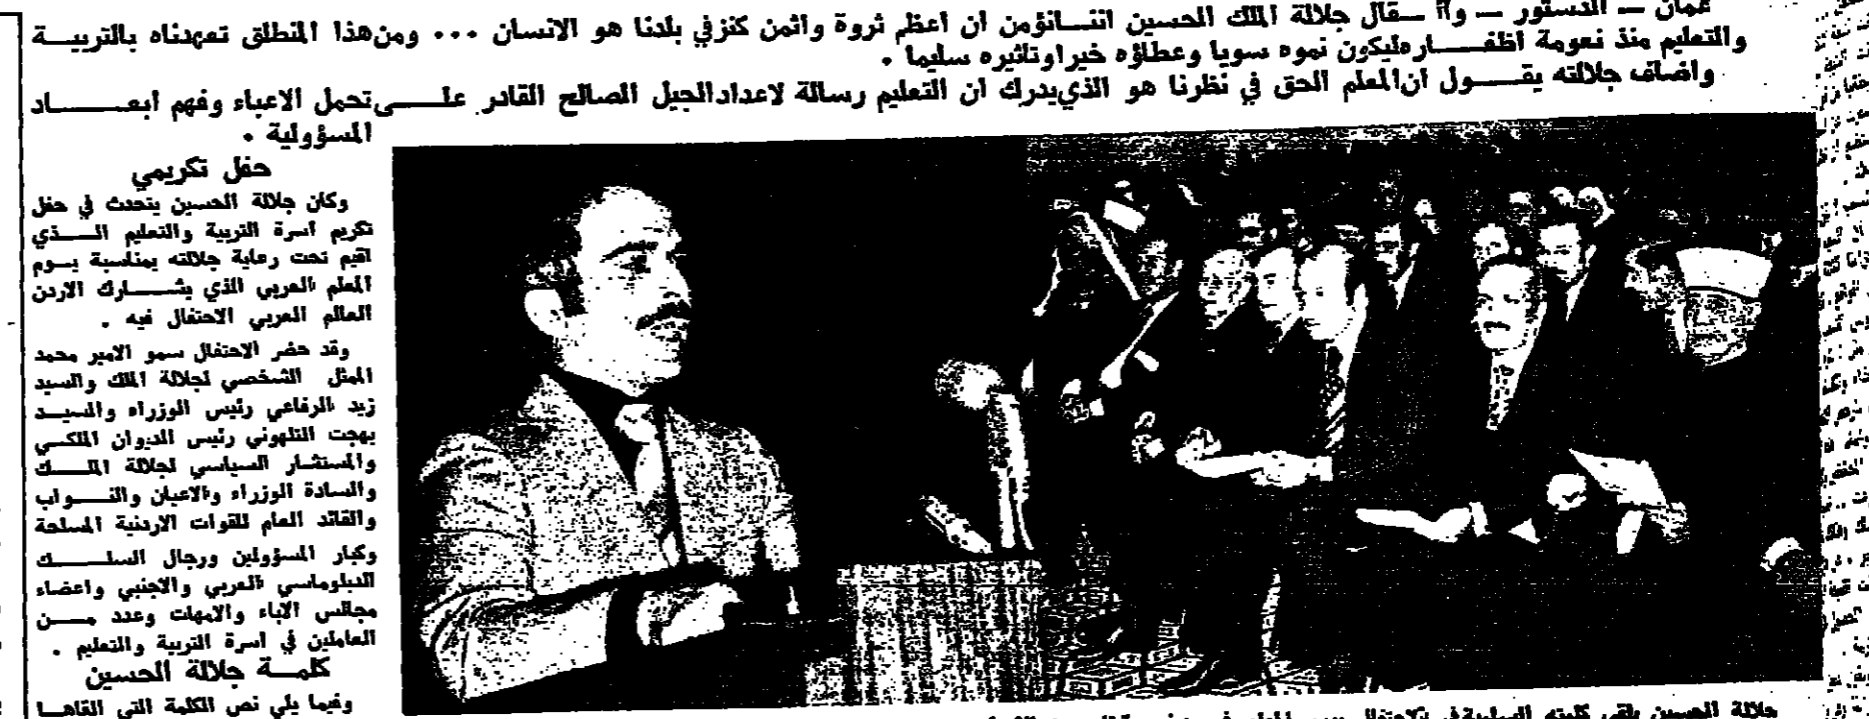 عمان — الدستور — وا — قال جلالة الملك الحسين اننا نؤمن ان اعظم ثروة واثمن كنز في بلدنا هو الانسان ... ومن هذا المنطلق تعهدناه بالتربية
والتعليم منذ نعومة اظفاره ليكون نموه سويا وعطاؤه خيرا وتاثيره سليما .
واضاف جلالته يقول ان المعلم الحق في نظرنا هو الذي يدرك ان التعليم رسالة لاعداد الجيل الصالح القادر على تحمل الاعباء وفهم ابعاد
المسؤولية .
حفل تكريمي
وكان جلالة الحسين يتحدث في حفل
تكريم اسرة التربية والتعليم الذي
اقيم تحت رعاية جلالته بمناسبة يوم
المعلم العربي الذي يشارك الاردن
العالم العربي الاحتفال فيه .
وقد حضر الاحتفال سمو الامير محمد
الممثل الشخصي لجلالة الملك والسيد
زيد الرفاعي رئيس الوزراء والسيد
بهجت التلهوني رئيس الديوان الملكي
والمستشار السياسي لجلالة الملك
والسادة الوزراء والاعيان والنواب
والقائد العام للقوات الاردنية المسلحة
وكبار المسؤولين ورجال السلك
الدبلوماسي العربي والاجنبي واعضاء
مجالس الاباء والامهات وعدد من
العاملين في اسرة التربية والتعليم .
كلمة جلالة الحسين
وفيما يلي نص الكلمة التي القاها
جلالة الحسين يلقي كلمته السامية في الاحتفال